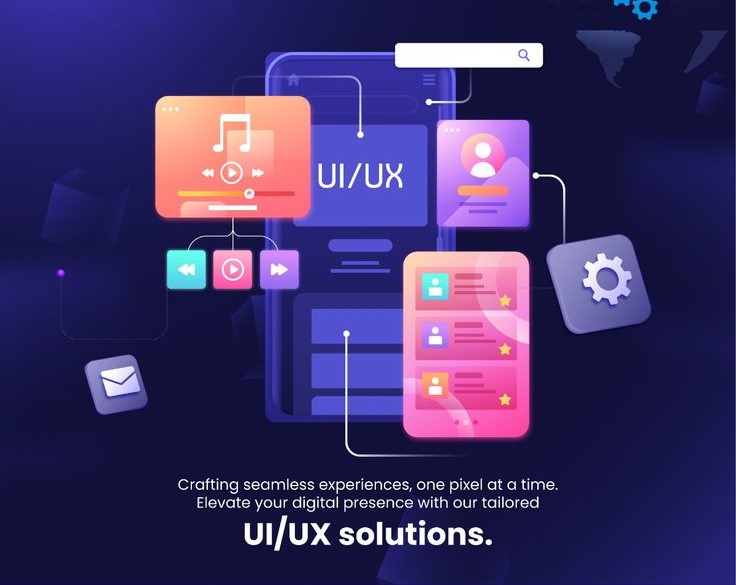 UI/UX
Crafting seamless experiences, one pixel at a time.
Elevate your digital presence with our tailored
UI/UX solutions.